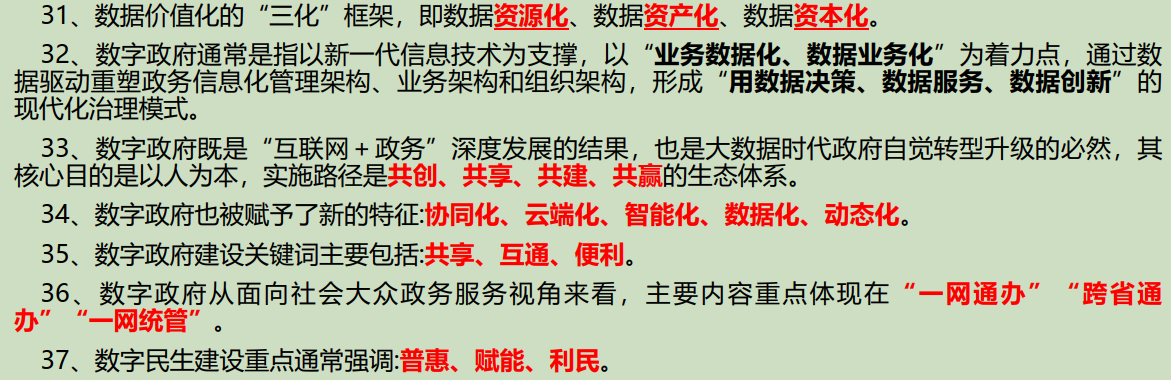 31、数据价值化的“三化”框架，即数据资源化、数据资产化、数据资本化。
32、数字政府通常是指以新一代信息技术为支撑，以“业务数据化、数据业务化”为着力点，通过数
据驱动重塑政务信息化管理架构、业务架构和组织架构，形成“用数据决策、数据服务、数据创新”的
现代化治理模式。
33、数字政府既是“互联网＋政务”深度发展的结果，也是大数据时代政府自觉转型升级的必然，其
核心目的是以人为本，实施路径是共创、共享、共建、共赢的生态体系。
34、数字政府也被赋予了新的特征:协同化、云端化、智能化、数据化、动态化。
35、数字政府建设关键词主要包括:共享、互通、便利。
36、数字政府从面向社会大众政务服务视角来看，主要内容重点体现在“一网通办”“跨省通
办”“一网统管”。
37、数字民生建设重点通常强调:普惠、赋能、利民。